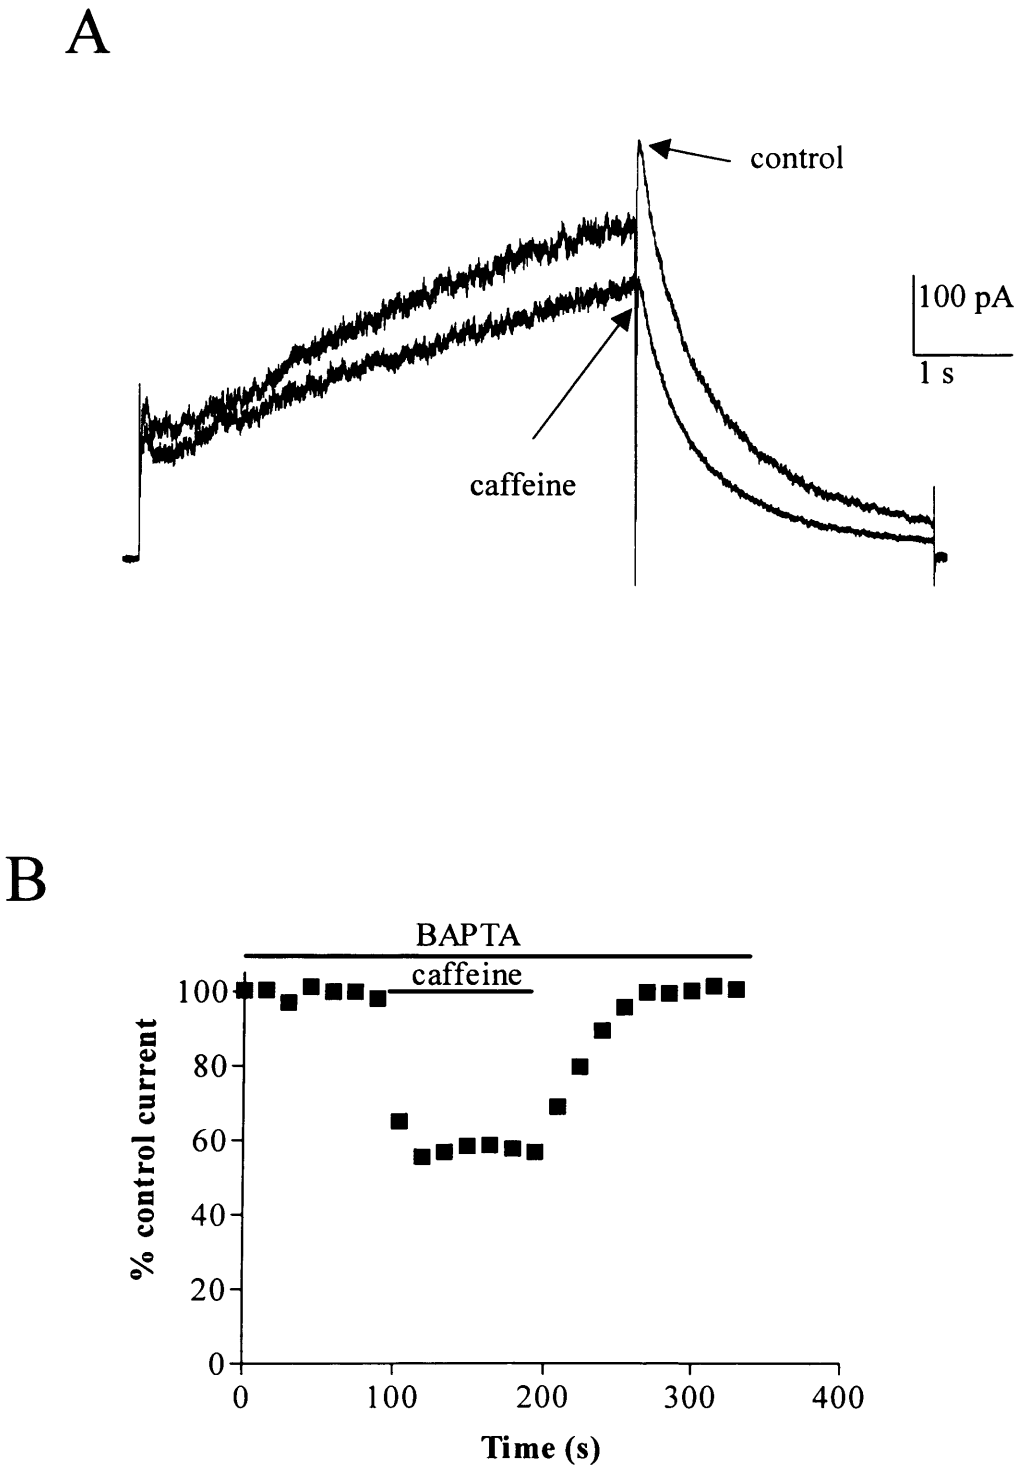 A
control
100 pA
1 s
caffeine
B
BAPTA
caffeine
100
80
60
40
20
0
% control current
0 100 200 300 400
Time (s)